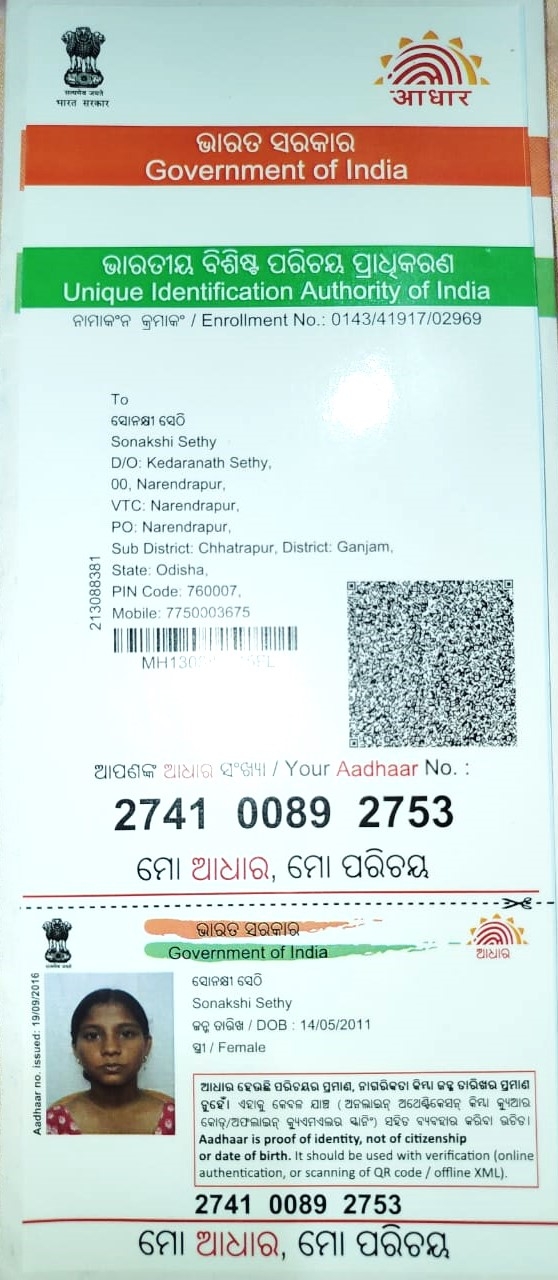 सत्यमेव जयते
भारत सरकार
आधार
ଭାରତ ସରକାର
Government of India
ଭାରତୀୟ ବିଶିଷ୍ଟ ପରିଚୟ ପ୍ରାଧିକରଣ
Unique Identification Authority of India
ନାମାକଂନ କ୍ରମାକଂ / Enrollment No.: 0143/41917/02969
To
ସୋନାକ୍ଷୀ ସେଠି
Sonakshi Sethy
D/O: Kedaranath Sethy,
00, Narendrapur,
VTC: Narendrapur,
PO: Narendrapur,
Sub District: Chhatrapur, District: Ganjam,
State: Odisha,
PIN Code: 760007,
Mobile: 7750003675
213088381
ଆପଣଙ୍କ ଆଧାର ସଂଖ୍ୟା / Your Aadhaar No. :
2741 0089 2753
ମୋ ଆଧାର, ମୋ ପରିଚୟ
ଭାରତ ସରକାର
Government of India
ଆଧାର
Aadhaar no. issued: 19/09/2016
ସୋନାକ୍ଷୀ ସେଠି
Sonakshi Sethy
ଜନ୍ମ ତାରିଖ / DOB : 14/05/2011
ସ୍ତ୍ରୀ / Female
ଆଧାର ହେଉଛି ପରିଚୟର ପ୍ରମାଣ, ନାଗରିକତା କିମ୍ବା ଜନ୍ମ ତାରିଖର ପ୍ରମାଣ
ନୁହେଁ। ଏହାକୁ କେବଳ ଯାଞ୍ଚ (ଅନଲାଇନ୍ ଅଥେଣ୍ଟିକେସନ୍ କିମ୍ବା କ୍ୟୁଆର
କୋଡ୍/ଅଫଲାଇନ୍ କ୍ୟୁଏମଏଲର ସ୍କାନିଂ) ସହିତ ବ୍ୟବହାର କରିବା ଉଚିତ।
Aadhaar is proof of identity, not of citizenship
or date of birth. It should be used with verification (online
authentication, or scanning of QR code / offline XML).
2741 0089 2753
ମୋ ଆଧାର, ମୋ ପରିଚୟ